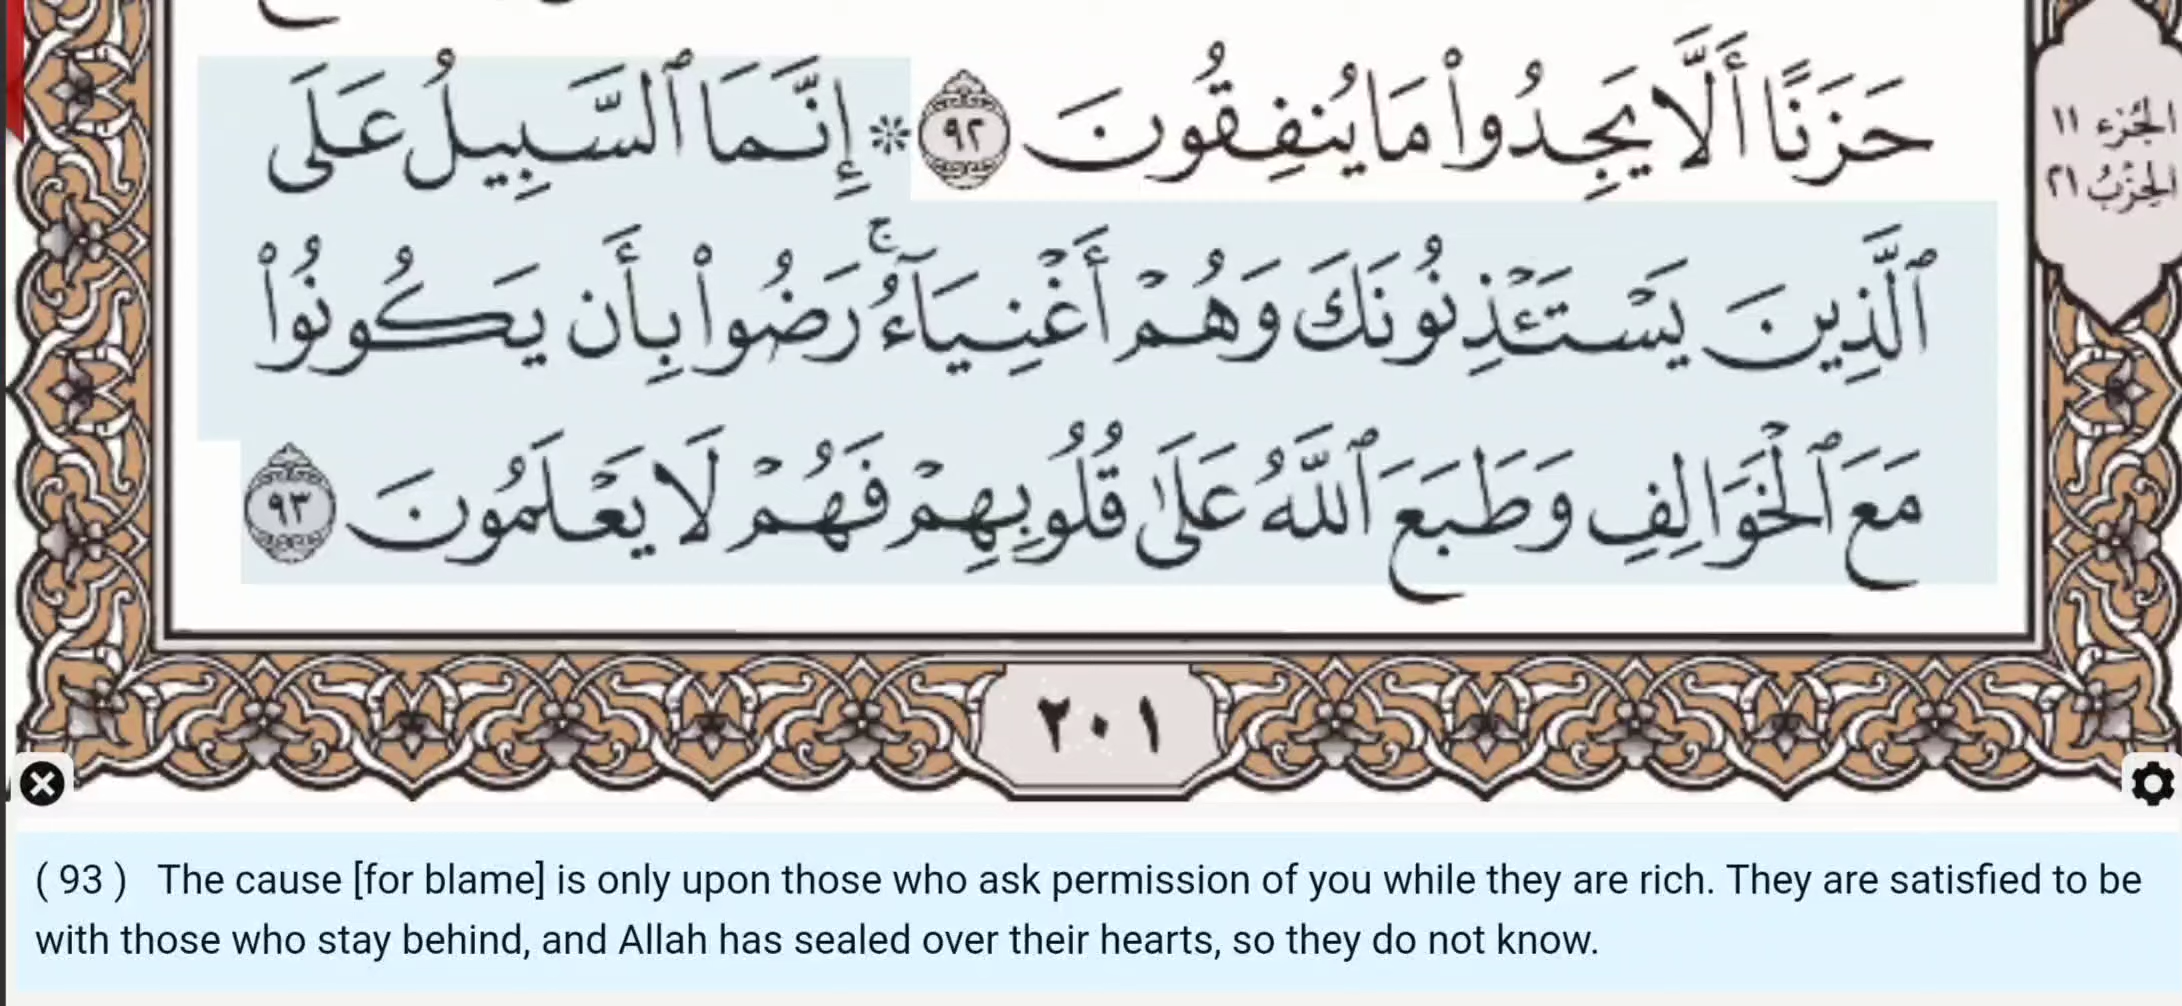 حَزَنًا أَلَّا يَجِدُوا۟ مَا يُنفِقُونَ ٩٢ ۞ إِنَّمَا ٱلسَّبِيلُ عَلَى
ٱلَّذِينَ يَسْتَـْٔذِنُونَكَ وَهُمْ أَغْنِيَآءُ ۚ رَضُوا۟ بِأَن يَكُونُوا۟
مَعَ ٱلْخَوَالِفِ وَطَبَعَ ٱللَّهُ عَلَىٰ قُلُوبِهِمْ فَهُمْ لَا يَعْلَمُونَ ٩٣
الجُزء ١١
الحِزْبُ ٢١
٢٠١
( 93 ) The cause [for blame] is only upon those who ask permission of you while they are rich. They are satisfied to be
with those who stay behind, and Allah has sealed over their hearts, so they do not know.